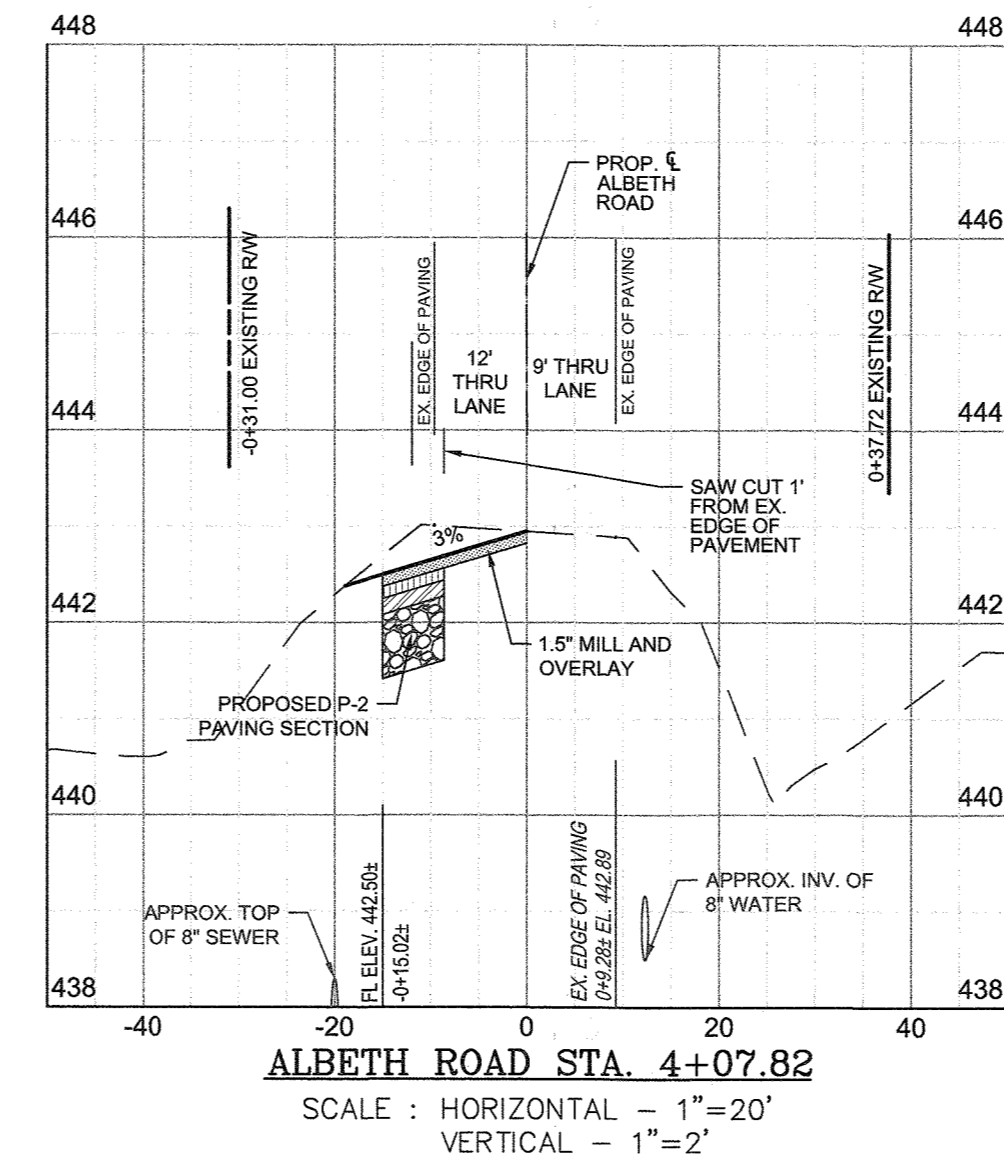 448
448
PROP. ℄
ALBETH
ROAD
446
446
-0+31.00 EXISTING R/W
EX. EDGE OF PAVING
12'
THRU
LANE
9' THRU
LANE
EX. EDGE OF PAVING
0+37.72 EXISTING R/W
444
444
SAW CUT 1'
FROM EX.
EDGE OF
PAVEMENT
3%
442
442
1.5" MILL AND
OVERLAY
PROPOSED P-2
PAVING SECTION
440
440
APPROX. TOP
OF 8" SEWER
FL ELEV. 442.50±
-0+15.02±
EX. EDGE OF PAVING
0+9.28± EL. 442.89
APPROX. INV. OF
8" WATER
438
438
-40
-20
0
20
40
ALBETH ROAD STA. 4+07.82
SCALE : HORIZONTAL - 1"=20'
VERTICAL - 1"=2'